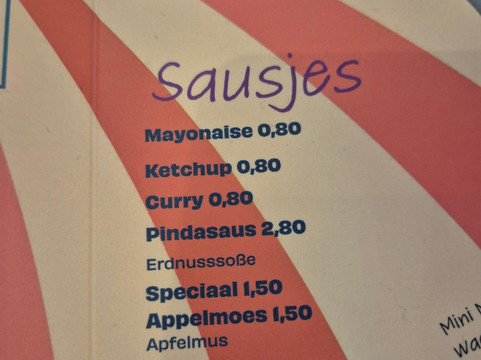 sausjes
Mayonaise 0,80
Ketchup 0,80
Curry 0,80
Pindasaus 2,80
Erdnusssoße
Speciaal 1,50
Appelmoes 1,50
Apfelmus
Mini